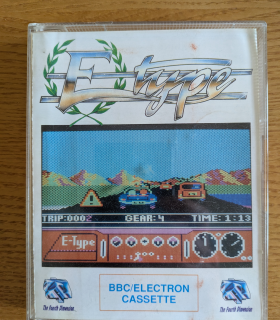 E type
TRIP:0002 GEAR:4 TIME: 1:13
E-Type
BBC/ELECTRON
CASSETTE
The Fourth Dimension
The Fourth Dimension